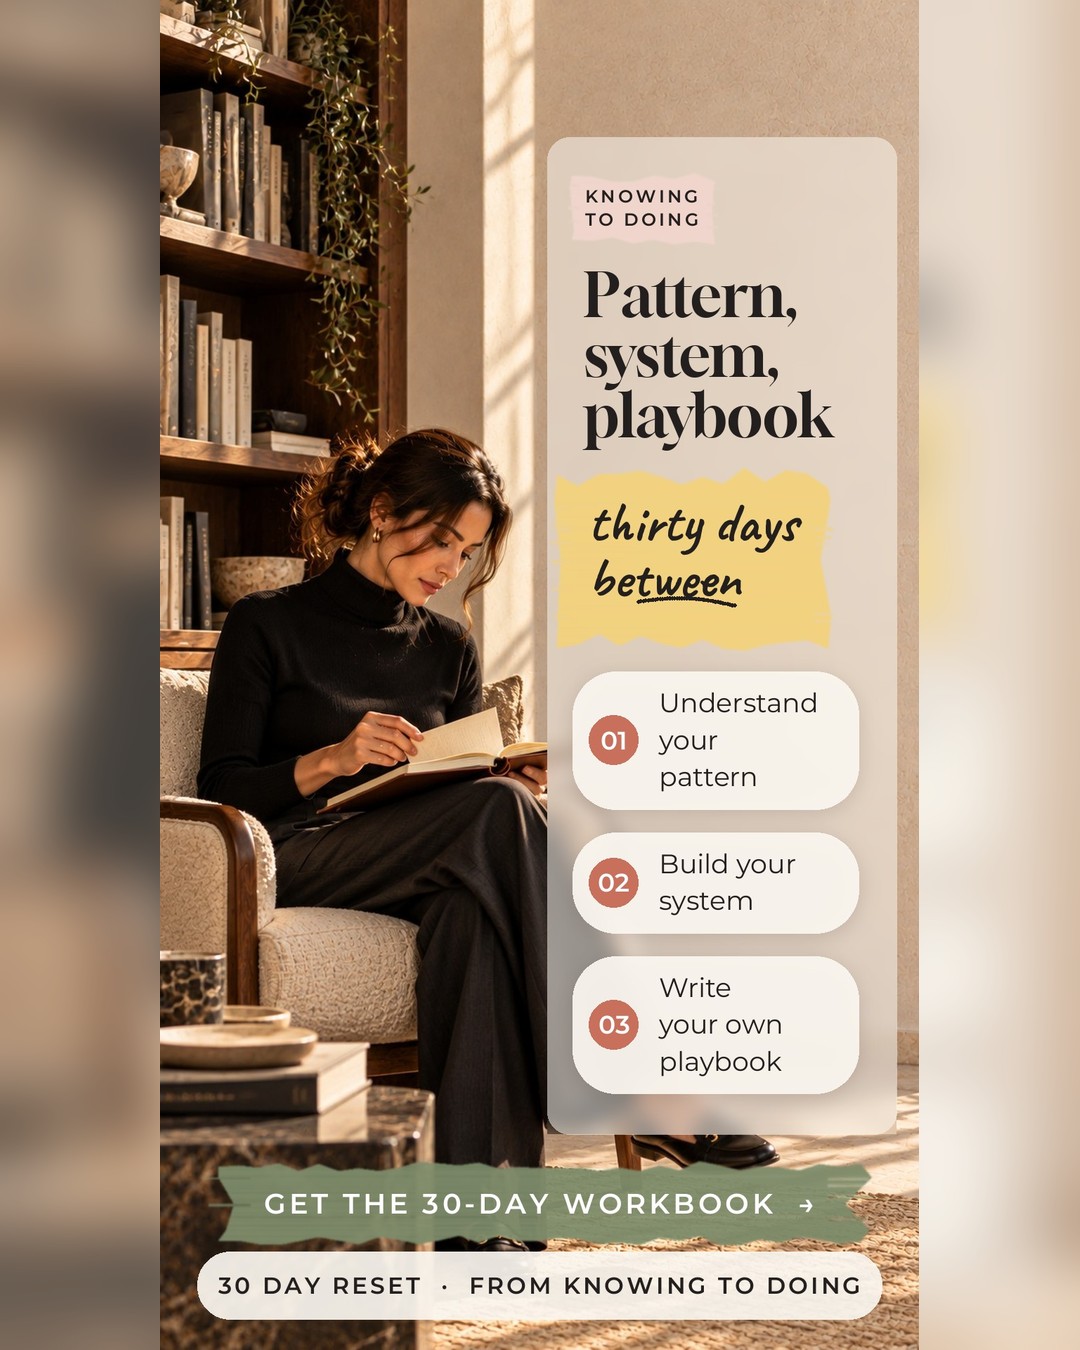 KNOWING
TO DOING
Pattern,
system,
playbook
thirty days
between
01
Understand
your
pattern
02
Build your
system
03
Write
your own
playbook
GET THE 30-DAY WORKBOOK →
30 DAY RESET · FROM KNOWING TO DOING